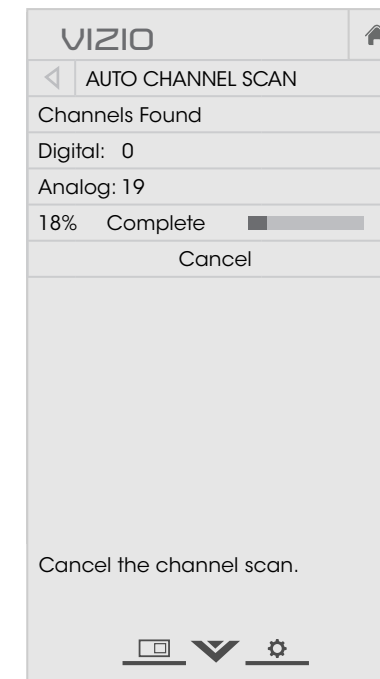 VIZIO
AUTO CHANNEL SCAN
Channels Found
Digital: 0
Analog: 19
18% Complete
Cancel
Cancel the channel scan.